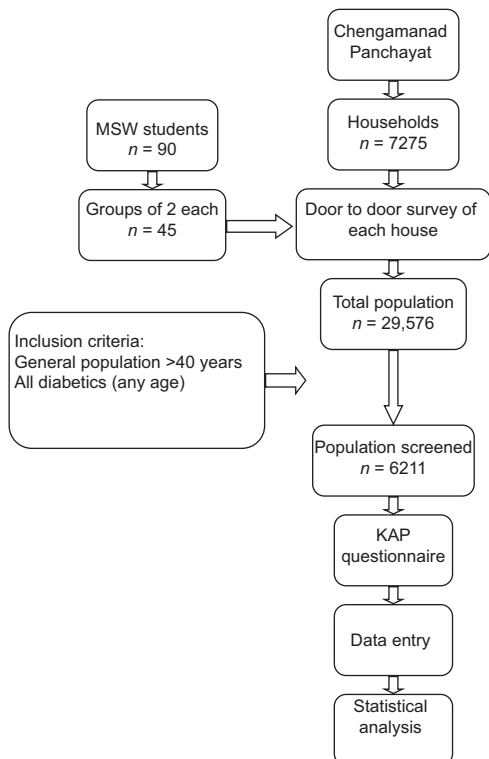 Chengamanad
Panchayat
Households
n = 7275
MSW students
n = 90
Groups of 2 each
n = 45
Door to door survey of
each house
Total population
n = 29,576
Inclusion criteria:
General population >40 years
All diabetics (any age)
Population screened
n = 6211
KAP
questionnaire
Data entry
Statistical
analysis